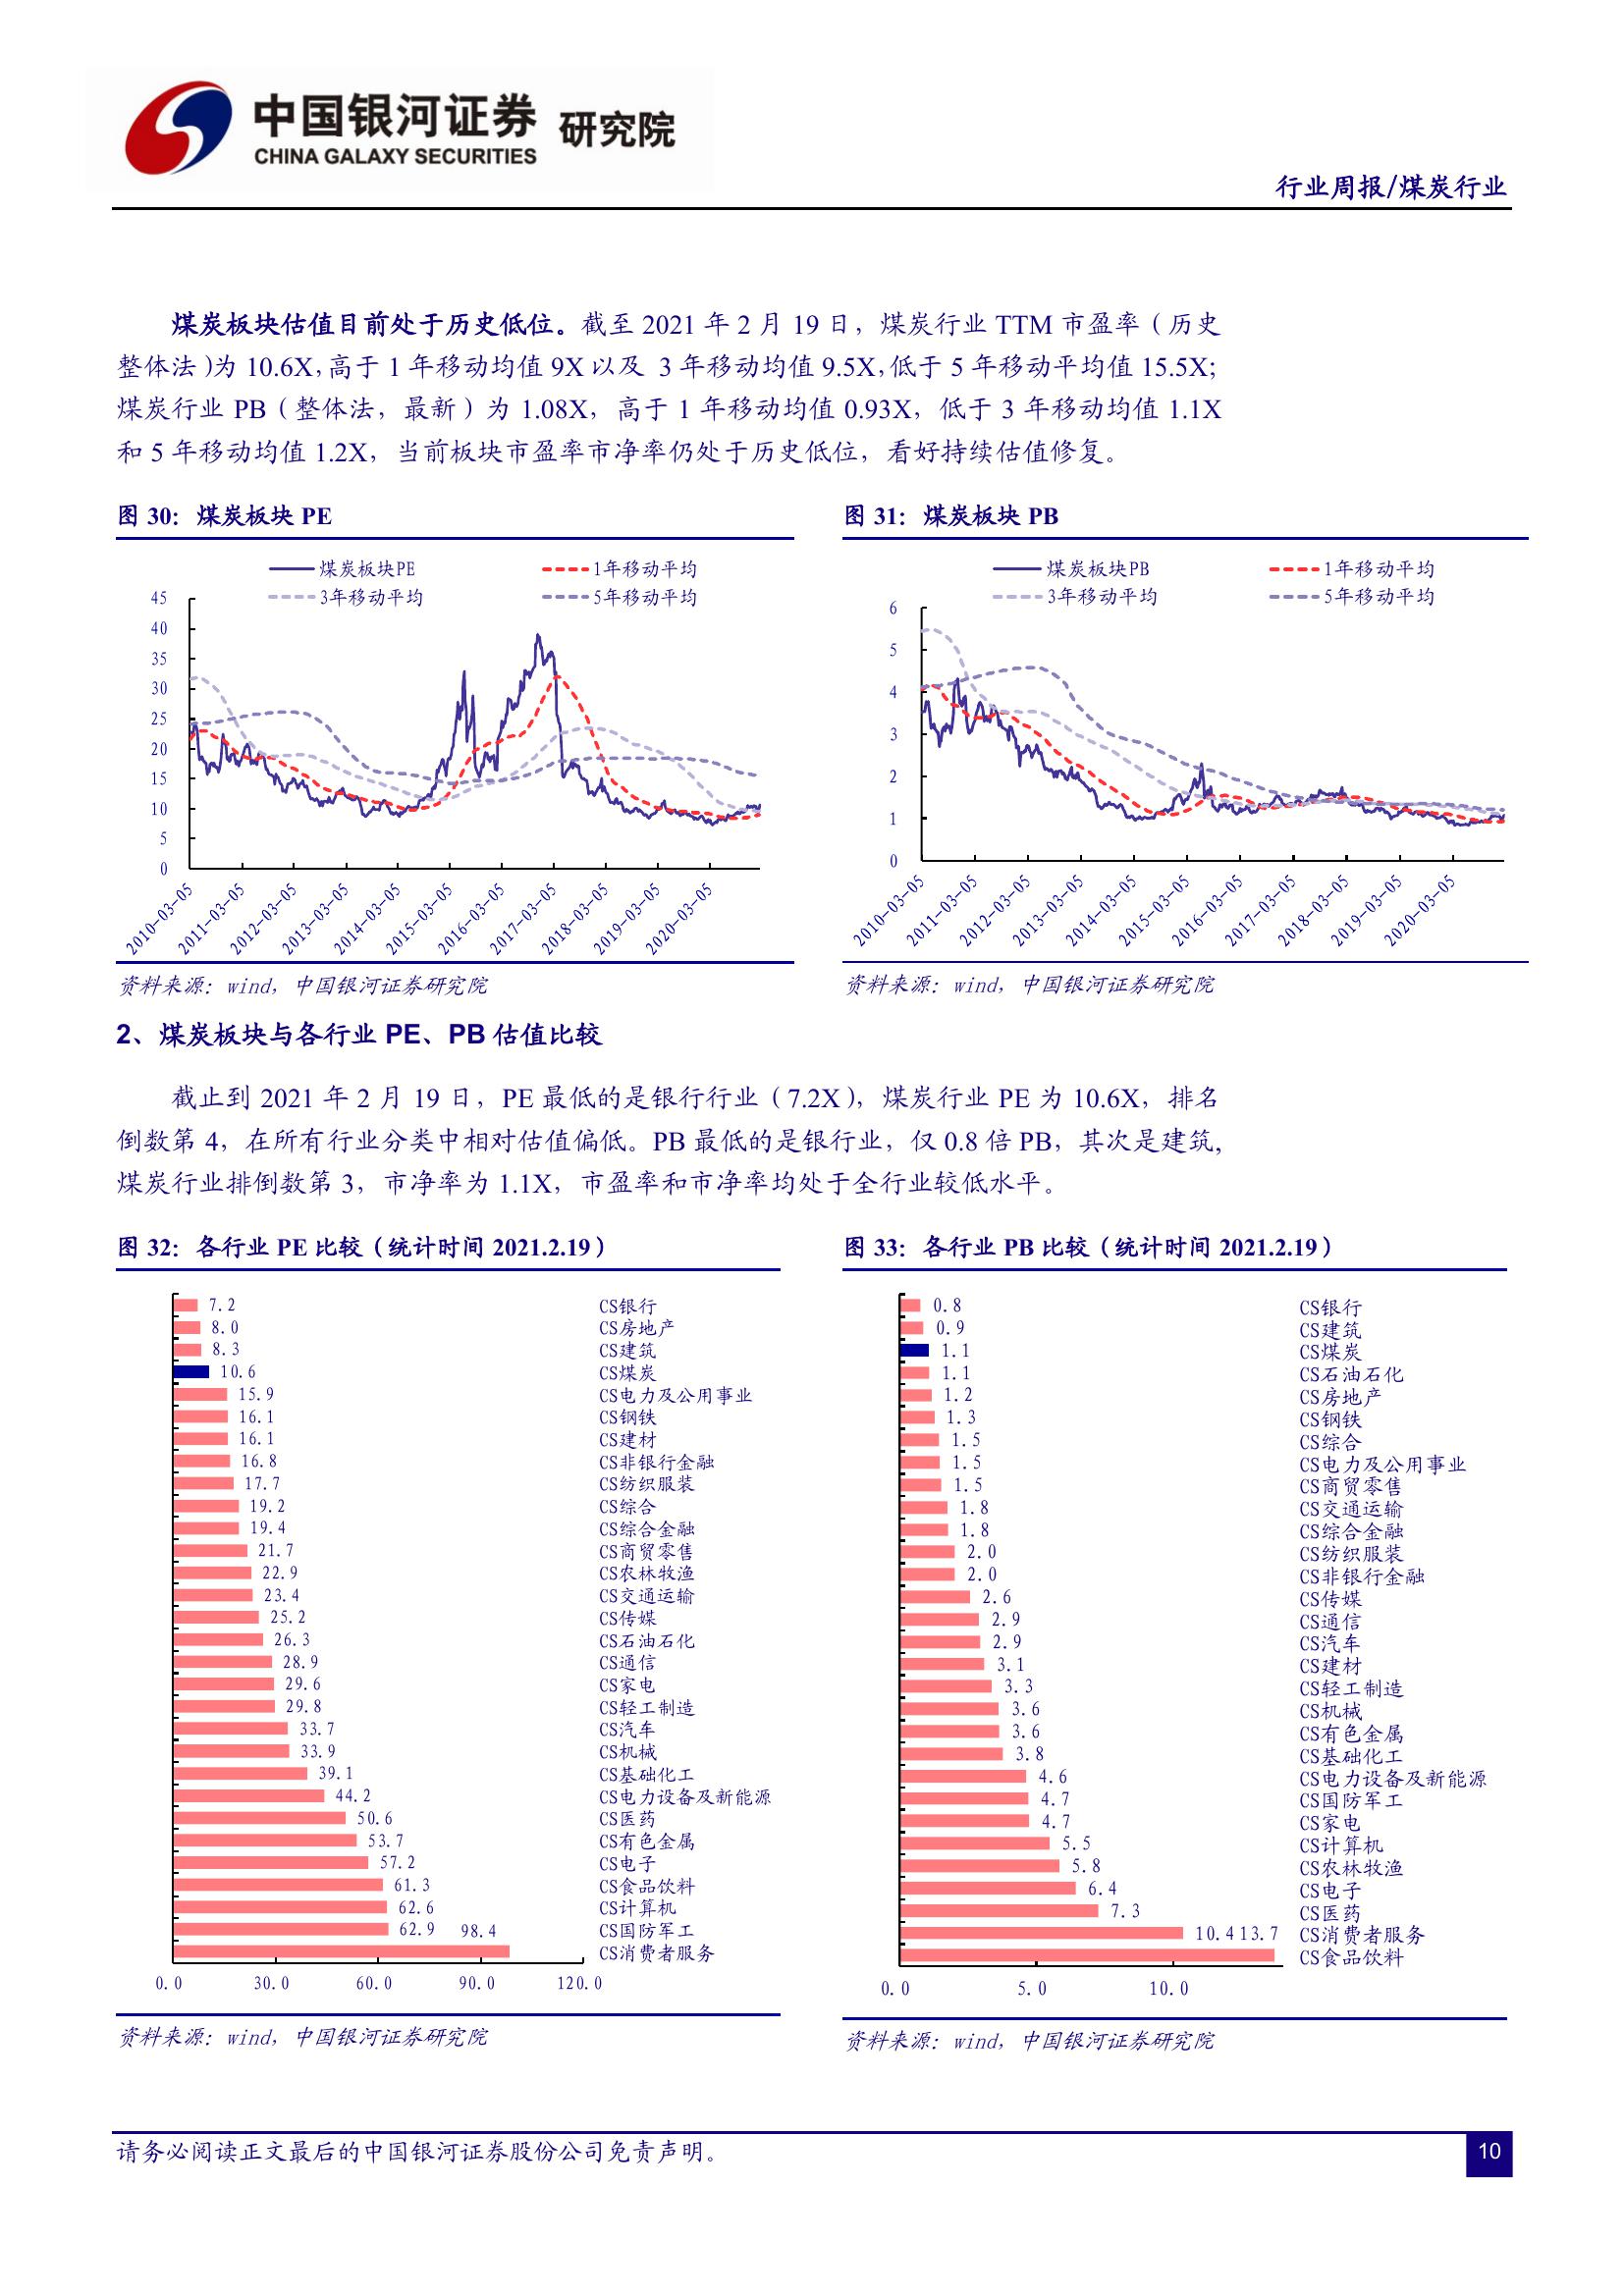 中国银河证券 研究院
CHINA GALAXY SECURITIES
行业周报/煤炭行业
煤炭板块估值目前处于历史低位。截至 2021 年 2 月 19 日，煤炭行业 TTM 市盈率（历史
整体法）为 10.6X，高于 1 年移动均值 9X 以及 3 年移动均值 9.5X，低于 5 年移动平均值 15.5X；
煤炭行业 PB（整体法，最新）为 1.08X，高于 1 年移动均值 0.93X，低于 3 年移动均值 1.1X
和 5 年移动均值 1.2X，当前板块市盈率市净率仍处于历史低位，看好持续估值修复。
图 30：煤炭板块 PE
煤炭板块PE
1年移动平均
3年移动平均
5年移动平均
45
40
35
30
25
20
15
10
5
0
2010-03-05
2011-03-05
2012-03-05
2013-03-05
2014-03-05
2015-03-05
2016-03-05
2017-03-05
2018-03-05
2019-03-05
2020-03-05
资料来源：wind，中国银河证券研究院
图 31：煤炭板块 PB
煤炭板块PB
1年移动平均
3年移动平均
5年移动平均
6
5
4
3
2
1
0
2010-03-05
2011-03-05
2012-03-05
2013-03-05
2014-03-05
2015-03-05
2016-03-05
2017-03-05
2018-03-05
2019-03-05
2020-03-05
资料来源：wind，中国银河证券研究院
2、煤炭板块与各行业 PE、PB 估值比较
截止到 2021 年 2 月 19 日，PE 最低的是银行行业（7.2X），煤炭行业 PE 为 10.6X，排名
倒数第 4，在所有行业分类中相对估值偏低。PB 最低的是银行业，仅 0.8 倍 PB，其次是建筑，
煤炭行业排倒数第 3，市净率为 1.1X，市盈率和市净率均处于全行业较低水平。
图 32：各行业 PE 比较（统计时间 2021.2.19）
7.2 CS银行
8.0 CS房地产
8.3 CS建筑
10.6 CS煤炭
15.9 CS电力及公用事业
16.1 CS钢铁
16.1 CS建材
16.8 CS非银行金融
17.7 CS纺织服装
19.2 CS综合
19.4 CS综合金融
21.7 CS商贸零售
22.9 CS农林牧渔
23.4 CS交通运输
25.2 CS传媒
26.3 CS石油石化
28.9 CS通信
29.6 CS家电
29.8 CS轻工制造
33.7 CS汽车
33.9 CS机械
39.1 CS基础化工
44.2 CS电力设备及新能源
50.6 CS医药
53.7 CS有色金属
57.2 CS电子
61.3 CS食品饮料
62.6 CS计算机
62.9 98.4 CS国防军工
CS消费者服务
0.0 30.0 60.0 90.0 120.0
资料来源：wind，中国银河证券研究院
图 33：各行业 PB 比较（统计时间 2021.2.19）
0.8 CS银行
0.9 CS建筑
1.1 CS煤炭
1.1 CS石油石化
1.2 CS房地产
1.3 CS钢铁
1.5 CS综合
1.5 CS电力及公用事业
1.5 CS商贸零售
1.8 CS交通运输
1.8 CS综合金融
2.0 CS纺织服装
2.0 CS非银行金融
2.6 CS传媒
2.9 CS通信
2.9 CS汽车
3.1 CS建材
3.3 CS轻工制造
3.6 CS机械
3.6 CS有色金属
3.8 CS基础化工
4.6 CS电力设备及新能源
4.7 CS国防军工
4.7 CS家电
5.5 CS计算机
5.8 CS农林牧渔
6.4 CS电子
7.3 CS医药
10.4 13.7 CS消费者服务
CS食品饮料
0.0 5.0 10.0
资料来源：wind，中国银河证券研究院
请务必阅读正文最后的中国银河证券股份公司免责声明。
10